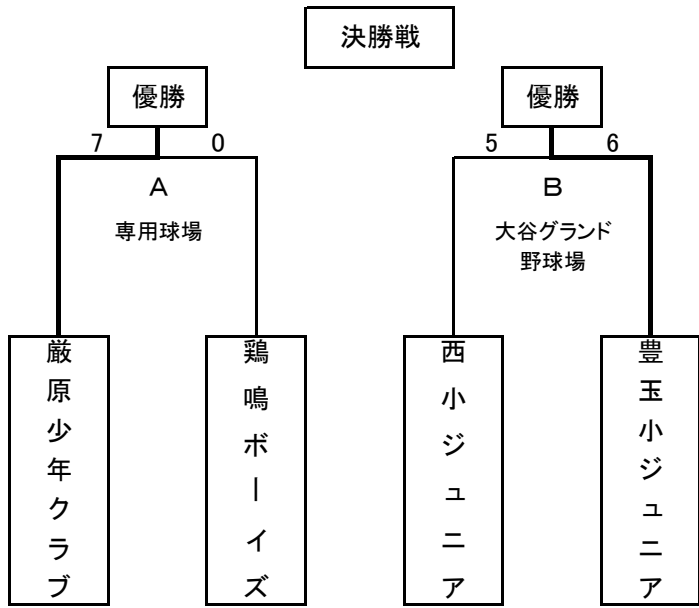 決勝戦
優勝
優勝
7
0
5
6
A
B
専用球場
大谷グランド
野球場
厳原少年クラブ
鶏鳴ボーイズ
西小ジュニア
豊玉小ジュニア